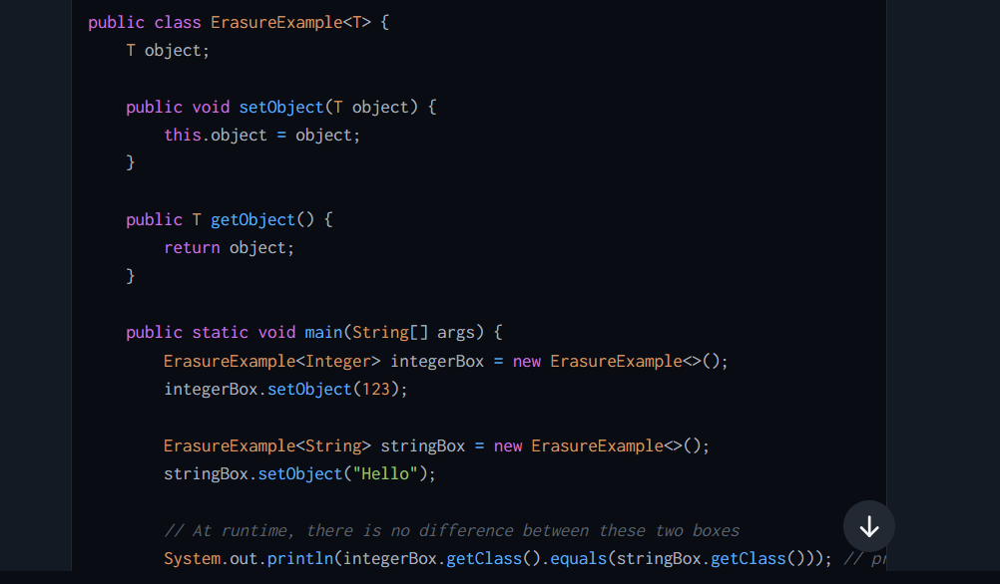 public class ErasureExample<T> {
    T object;

    public void setObject(T object) {
        this.object = object;
    }

    public T getObject() {
        return object;
    }

    public static void main(String[] args) {
        ErasureExample<Integer> integerBox = new ErasureExample<>();
        integerBox.setObject(123);

        ErasureExample<String> stringBox = new ErasureExample<>();
        stringBox.setObject("Hello");

        // At runtime, there is no difference between these two boxes
        System.out.println(integerBox.getClass().equals(stringBox.getClass())); //